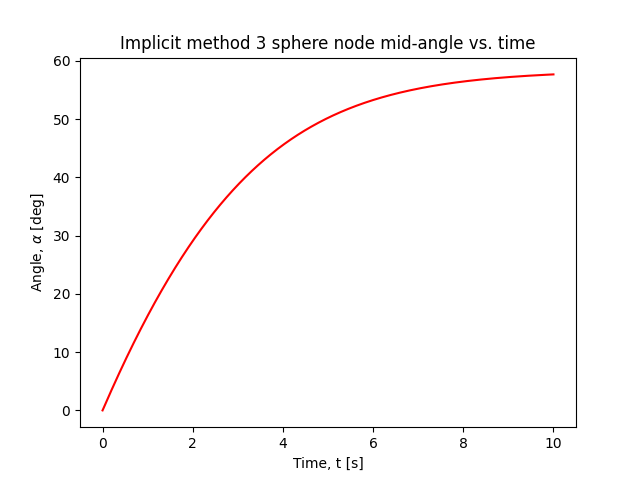 Implicit method 3 sphere node mid-angle vs. time
60
50
40
30
20
10
0
Angle, α [deg]
0 2 4 6 8 10
Time, t [s]